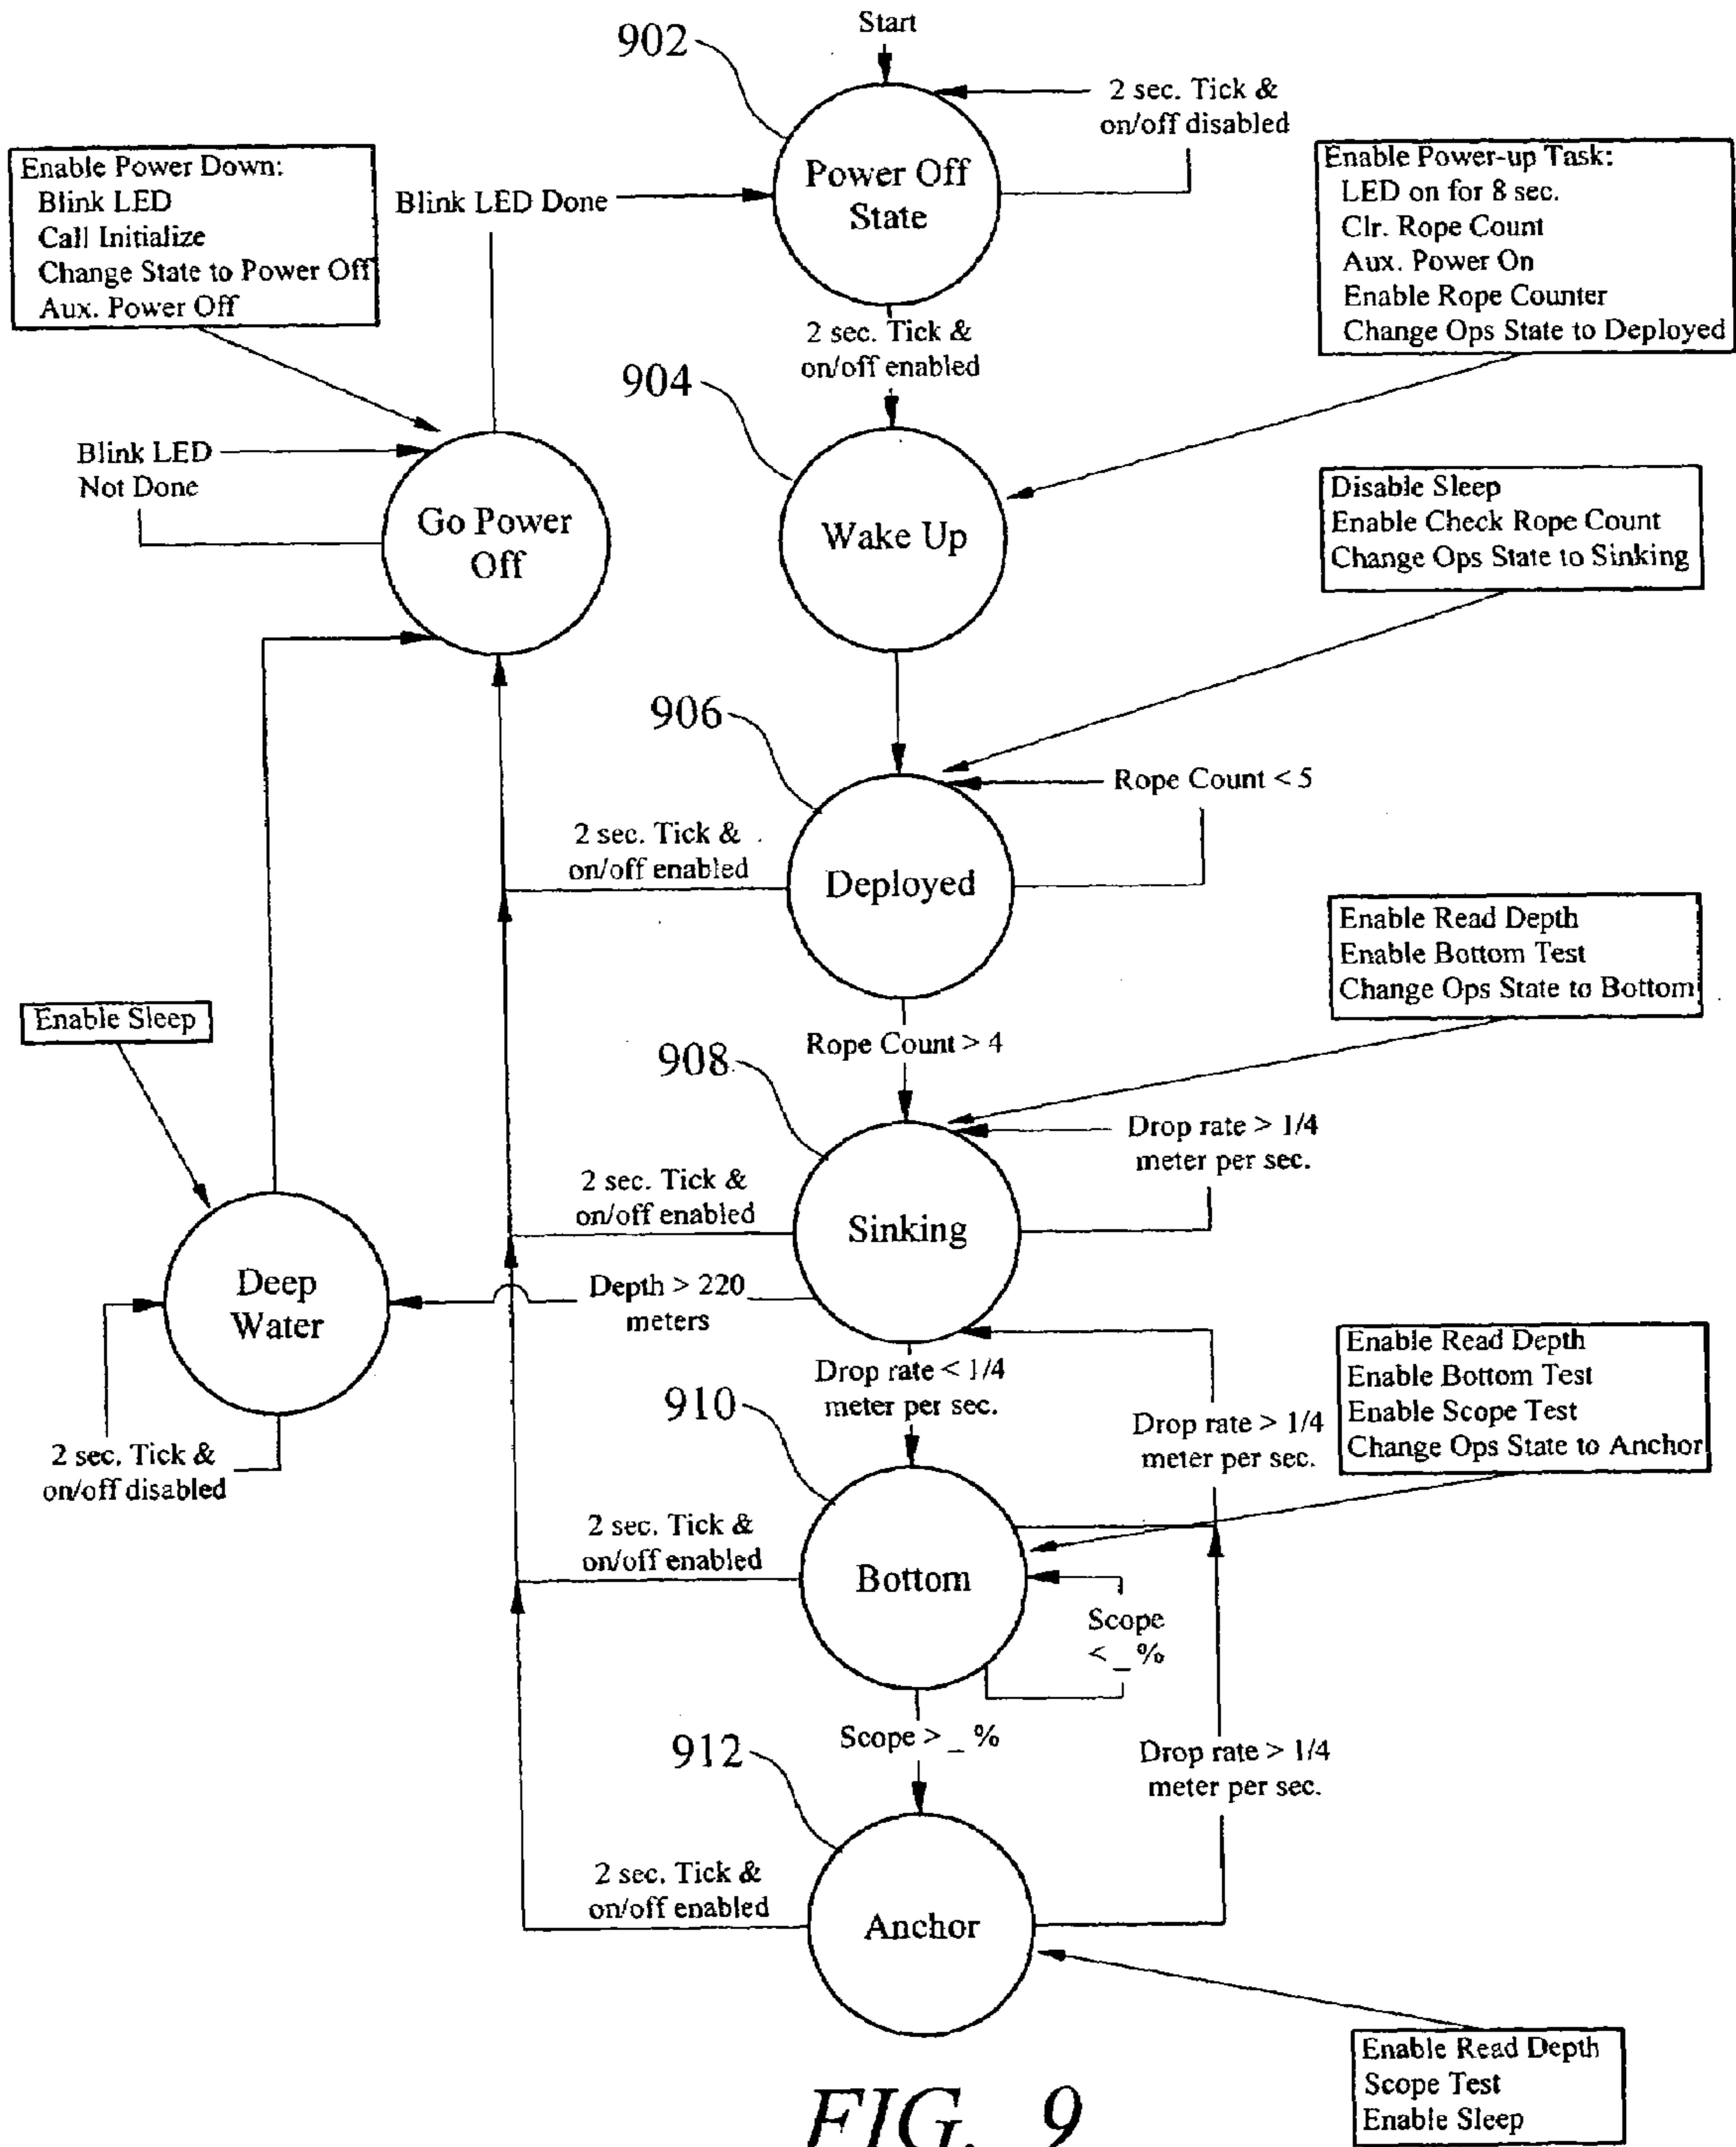 Start
902
2 sec. Tick &
on/off disabled
Power Off
State
Enable Power Down:
Blink LED
Call Initialize
Change State to Power Off
Aux. Power Off
Blink LED Done
Enable Power-up Task:
LED on for 8 sec.
Clr. Rope Count
Aux. Power On
Enable Rope Counter
Change Ops State to Deployed
2 sec. Tick &
on/off enabled
904
Blink LED
Not Done
Go Power
Off
Wake Up
Disable Sleep
Enable Check Rope Count
Change Ops State to Sinking
906
Rope Count < 5
2 sec. Tick &
on/off enabled
Deployed
Enable Read Depth
Enable Bottom Test
Change Ops State to Bottom
Enable Sleep
Rope Count > 4
908
Drop rate > 1/4
meter per sec.
2 sec. Tick &
on/off enabled
Sinking
Deep
Water
Depth > 220
meters
2 sec. Tick &
on/off disabled
Drop rate < 1/4
meter per sec.
910
Drop rate > 1/4
meter per sec.
Enable Read Depth
Enable Bottom Test
Enable Scope Test
Change Ops State to Anchor
2 sec. Tick &
on/off enabled
Bottom
Scope
< _ %
Scope > _ %
912
Drop rate > 1/4
meter per sec.
2 sec. Tick &
on/off enabled
Anchor
Enable Read Depth
Scope Test
Enable Sleep
FIG. 9